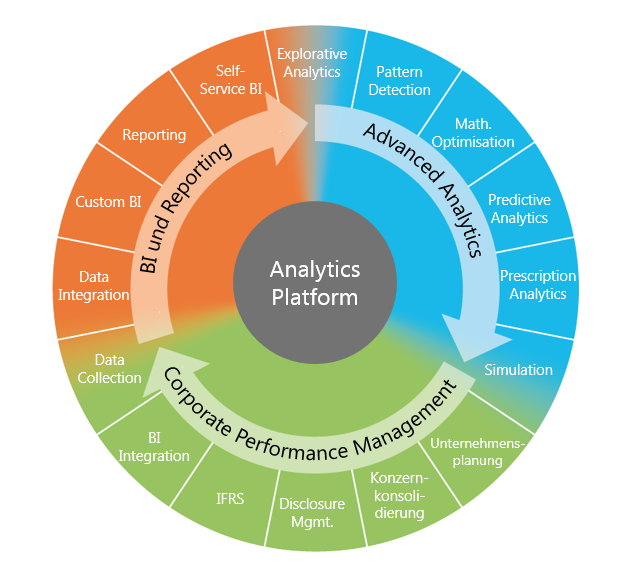 Explorative
Analytics
Pattern
Detection
Math.
Optimisation
Predictive
Analytics
Prescription
Analytics
Simulation
Unternehmens-
planung
Konzern-
konsoli-
dierung
Disclosure
Mgmt.
IFRS
BI
Integration
Data
Collection
Data
Integration
Custom BI
Reporting
Self-
Service BI
BI und Reporting
Advanced Analytics
Corporate Performance Management
Analytics
Platform